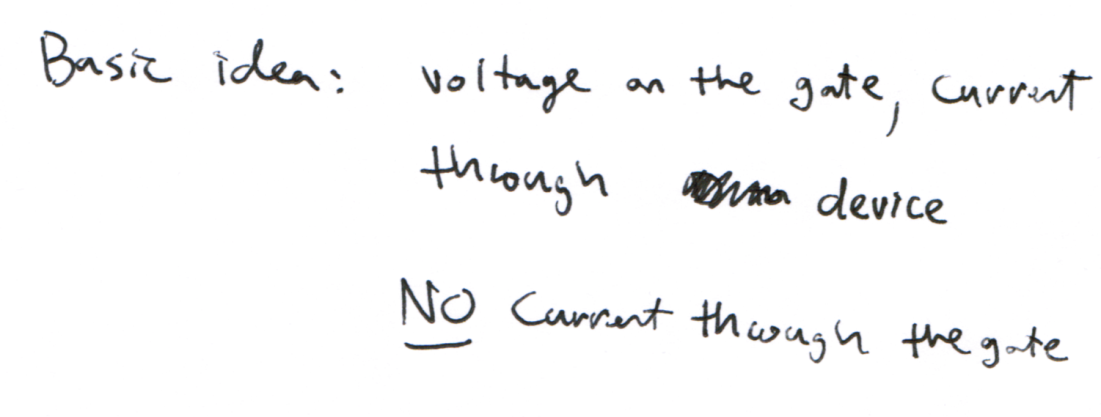 Basic idea: voltage on the gate, current
through device
NO current through the gate